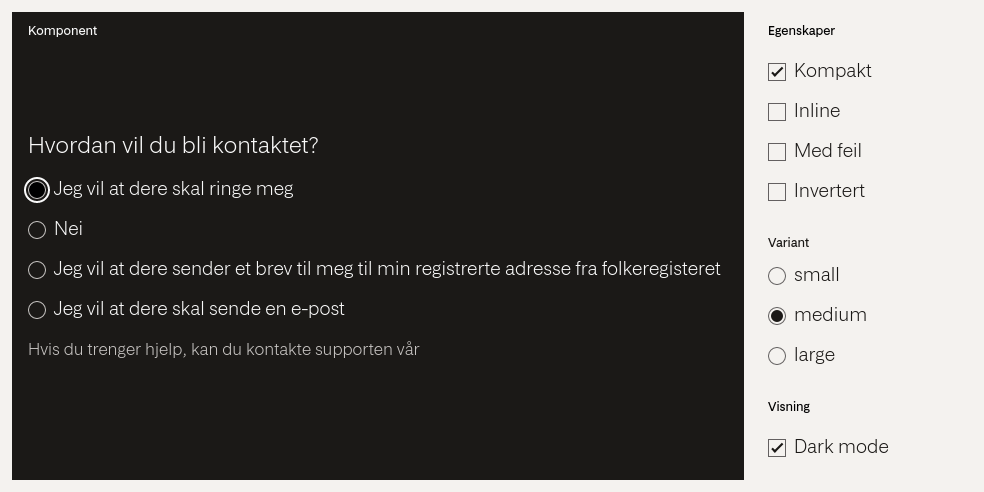 Komponent
Hvordan vil du bli kontaktet?
Jeg vil at dere skal ringe meg
Nei
Jeg vil at dere sender et brev til meg til min registrerte adresse fra folkeregisteret
Jeg vil at dere skal sende en e-post
Hvis du trenger hjelp, kan du kontakte supporten vår
Egenskaper
Kompakt
Inline
Med feil
Invertert
Variant
small
medium
large
Visning
Dark mode